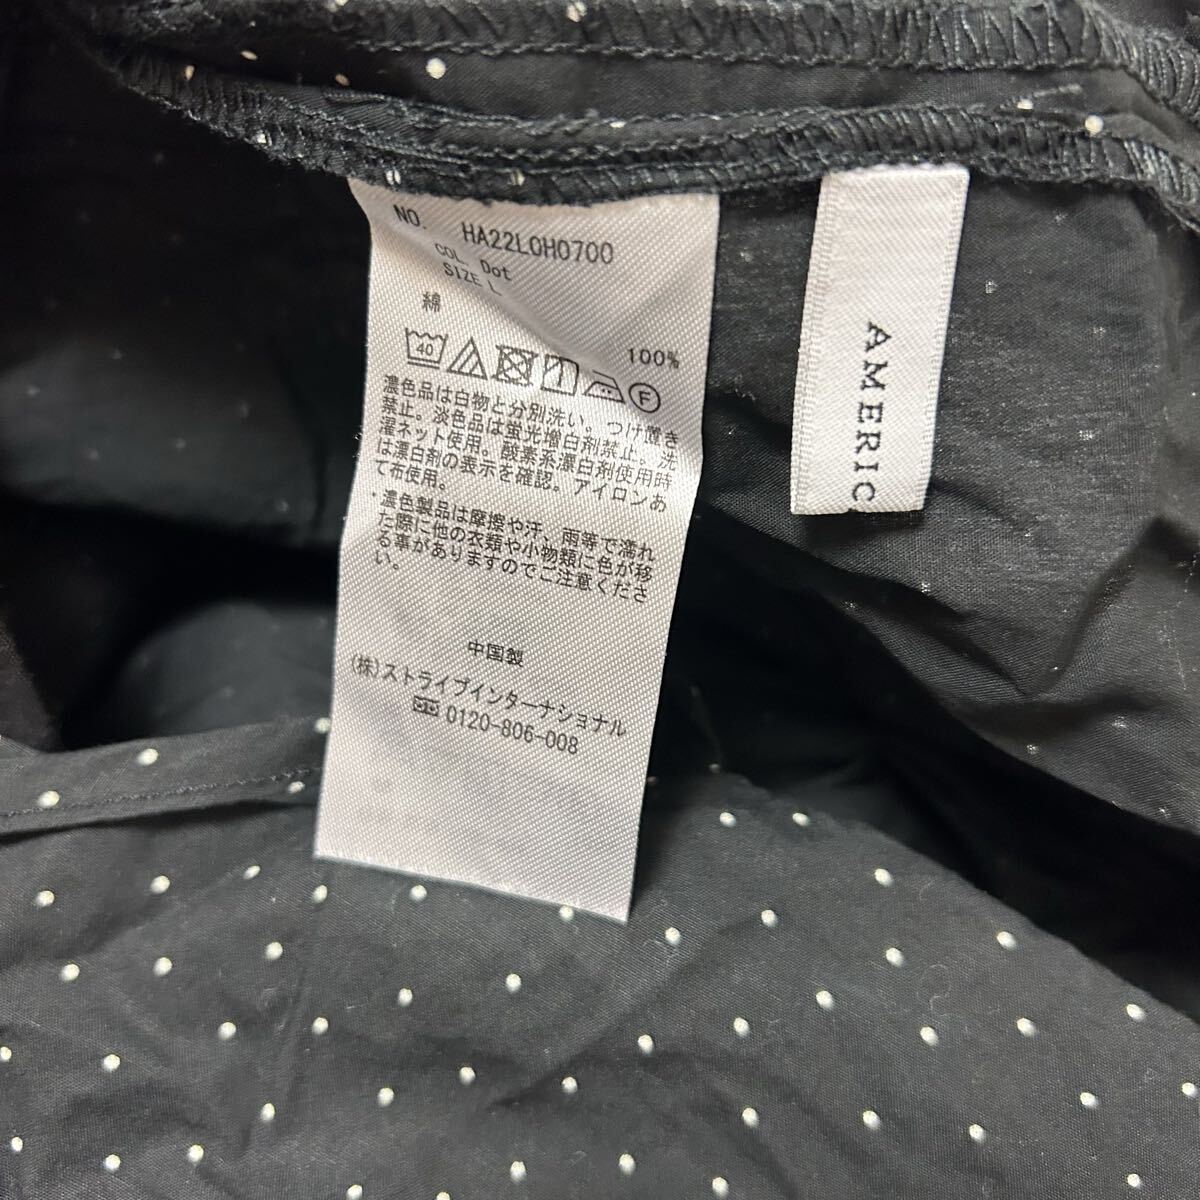 NO. HA22L0H0700
COL. Dot
SIZE L
綿 100%
40
F
濃色品は白物と分別洗い。つけ置き
禁止。淡色品は蛍光増白剤禁止。洗
濯ネット使用。酸素系漂白剤使用時
は漂白剤の表示を確認。アイロンあ
て布使用。
・濃色製品は摩擦や汗、雨等で濡れ
た際に他の衣類や小物類に色が移
る事がありますのでご注意くださ
い。
中国製
(株)ストライプインターナショナル
0120-806-008
AMERIC